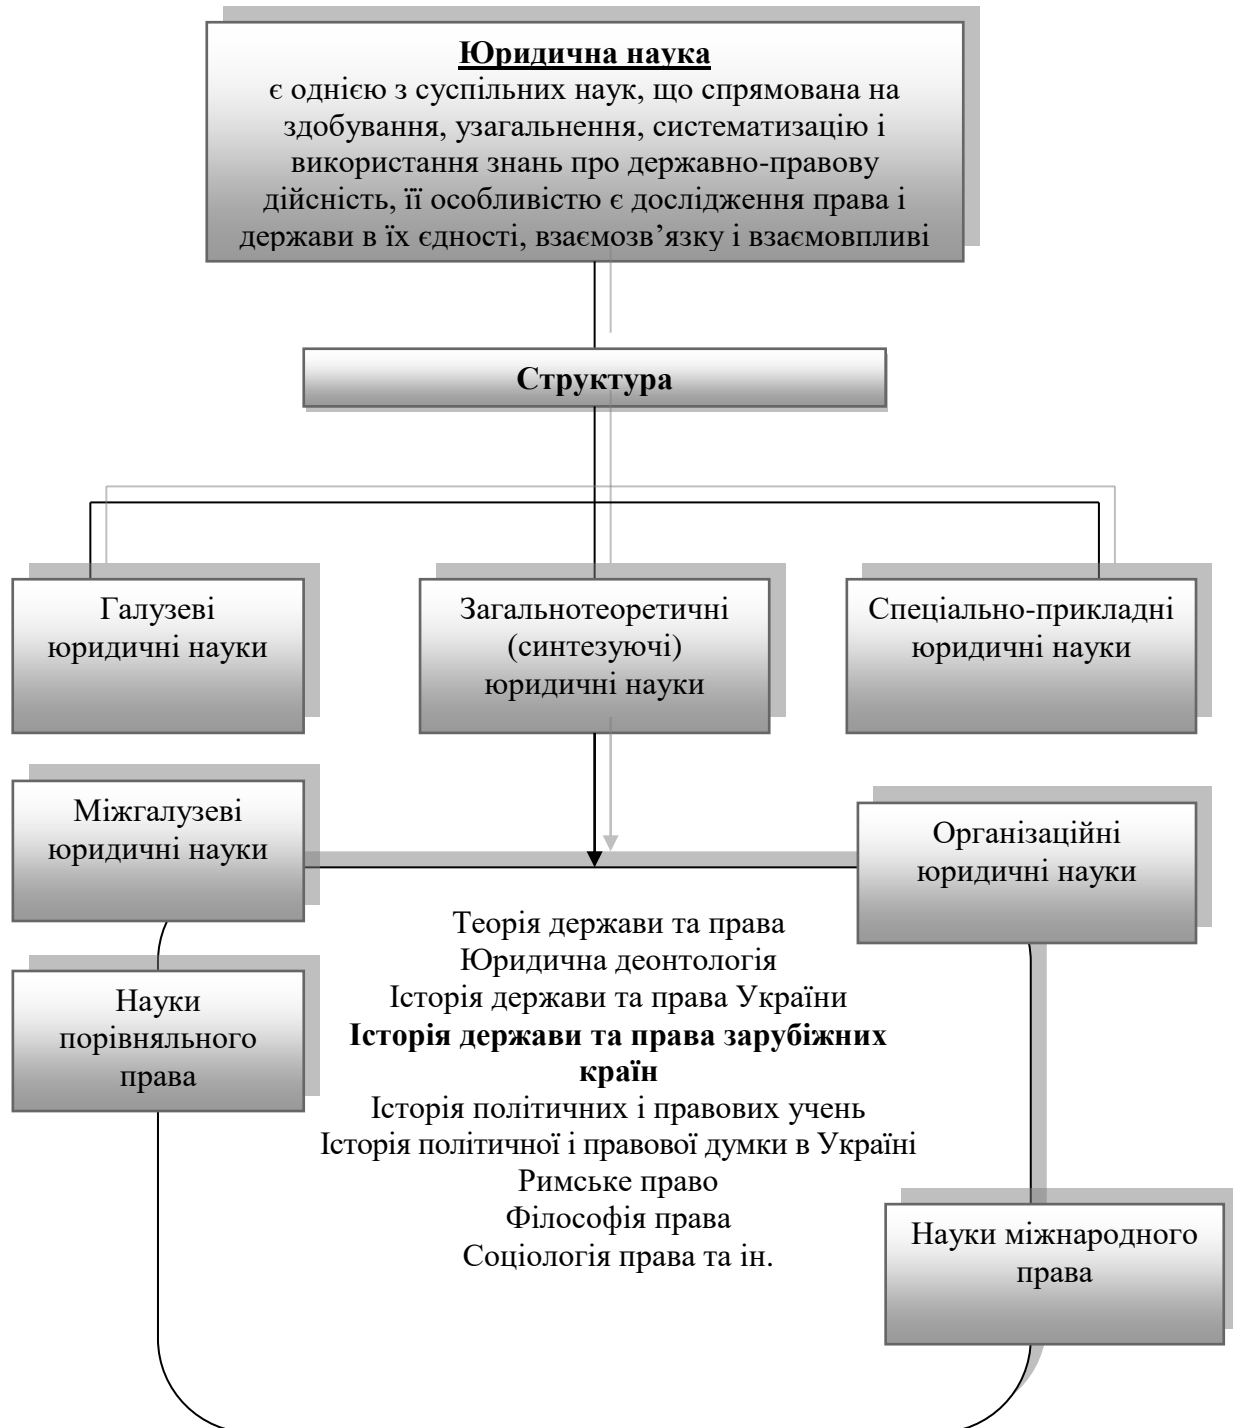 Юридична наука
є однією з суспільних наук, що спрямована на
здобування, узагальнення, систематизацію і
використання знань про державно-правову
дійсність, її особливістю є дослідження права і
держави в їх єдності, взаємозв’язку і взаємовпливі
Структура
Галузеві
юридичні науки
Загальнотеоретичні
(синтезуючі)
юридичні науки
Спеціально-прикладні
юридичні науки
Міжгалузеві
юридичні науки
Організаційні
юридичні науки
Науки
порівняльного
права
Теорія держави та права
Юридична деонтологія
Історія держави та права України
Історія держави та права зарубіжних
країн
Історія політичних і правових учень
Історія політичної і правової думки в Україні
Римське право
Філософія права
Соціологія права та ін.
Науки міжнародного
права